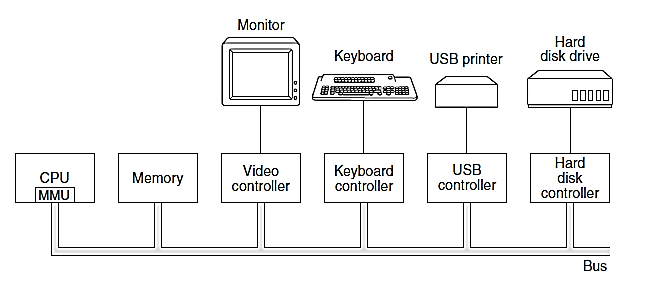 Monitor
Keyboard
USB printer
Hard
disk drive
CPU
MMU
Memory
Video
controller
Keyboard
controller
USB
controller
Hard
disk
controller
Bus